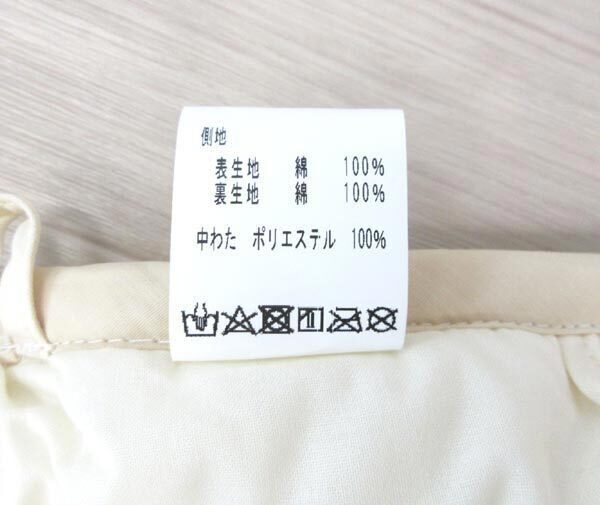 側地
表生地 綿 100%
裏生地 綿 100%
中わた ポリエステル 100%